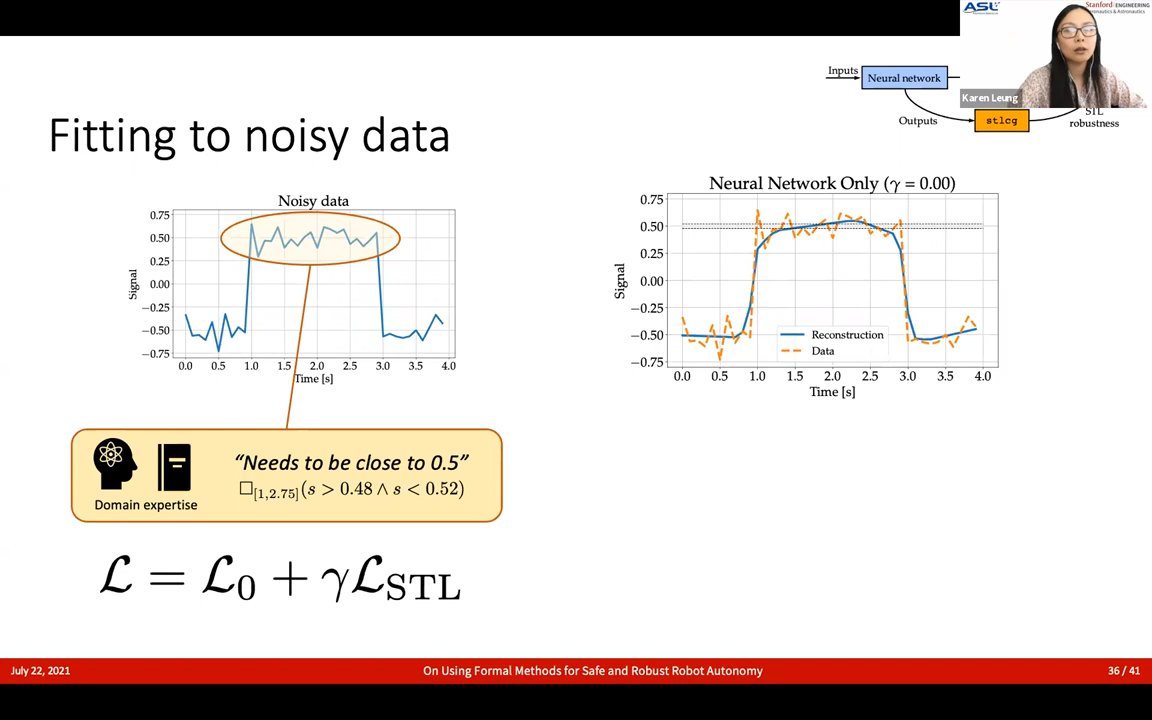 ASL
Stanford ENGINEERING
Aeronautics & Astronautics
Inputs
Neural network
Karen Leung
Outputs
stlcg
STL
robustness
Fitting to noisy data
Noisy data
0.75
0.50
0.25
0.00
−0.25
−0.50
−0.75
Signal
0.0 0.5 1.0 1.5 2.0 2.5 3.0 3.5 4.0
Time [s]
Neural Network Only (γ = 0.00)
0.75
0.50
0.25
0.00
−0.25
−0.50
−0.75
Signal
Reconstruction
Data
0.0 0.5 1.0 1.5 2.0 2.5 3.0 3.5 4.0
Time [s]
Domain expertise
“Needs to be close to 0.5”
□[1,2.75](s > 0.48 ∧ s < 0.52)
ℒ = ℒ0 + γℒSTL
July 22, 2021
On Using Formal Methods for Safe and Robust Robot Autonomy
36 / 41